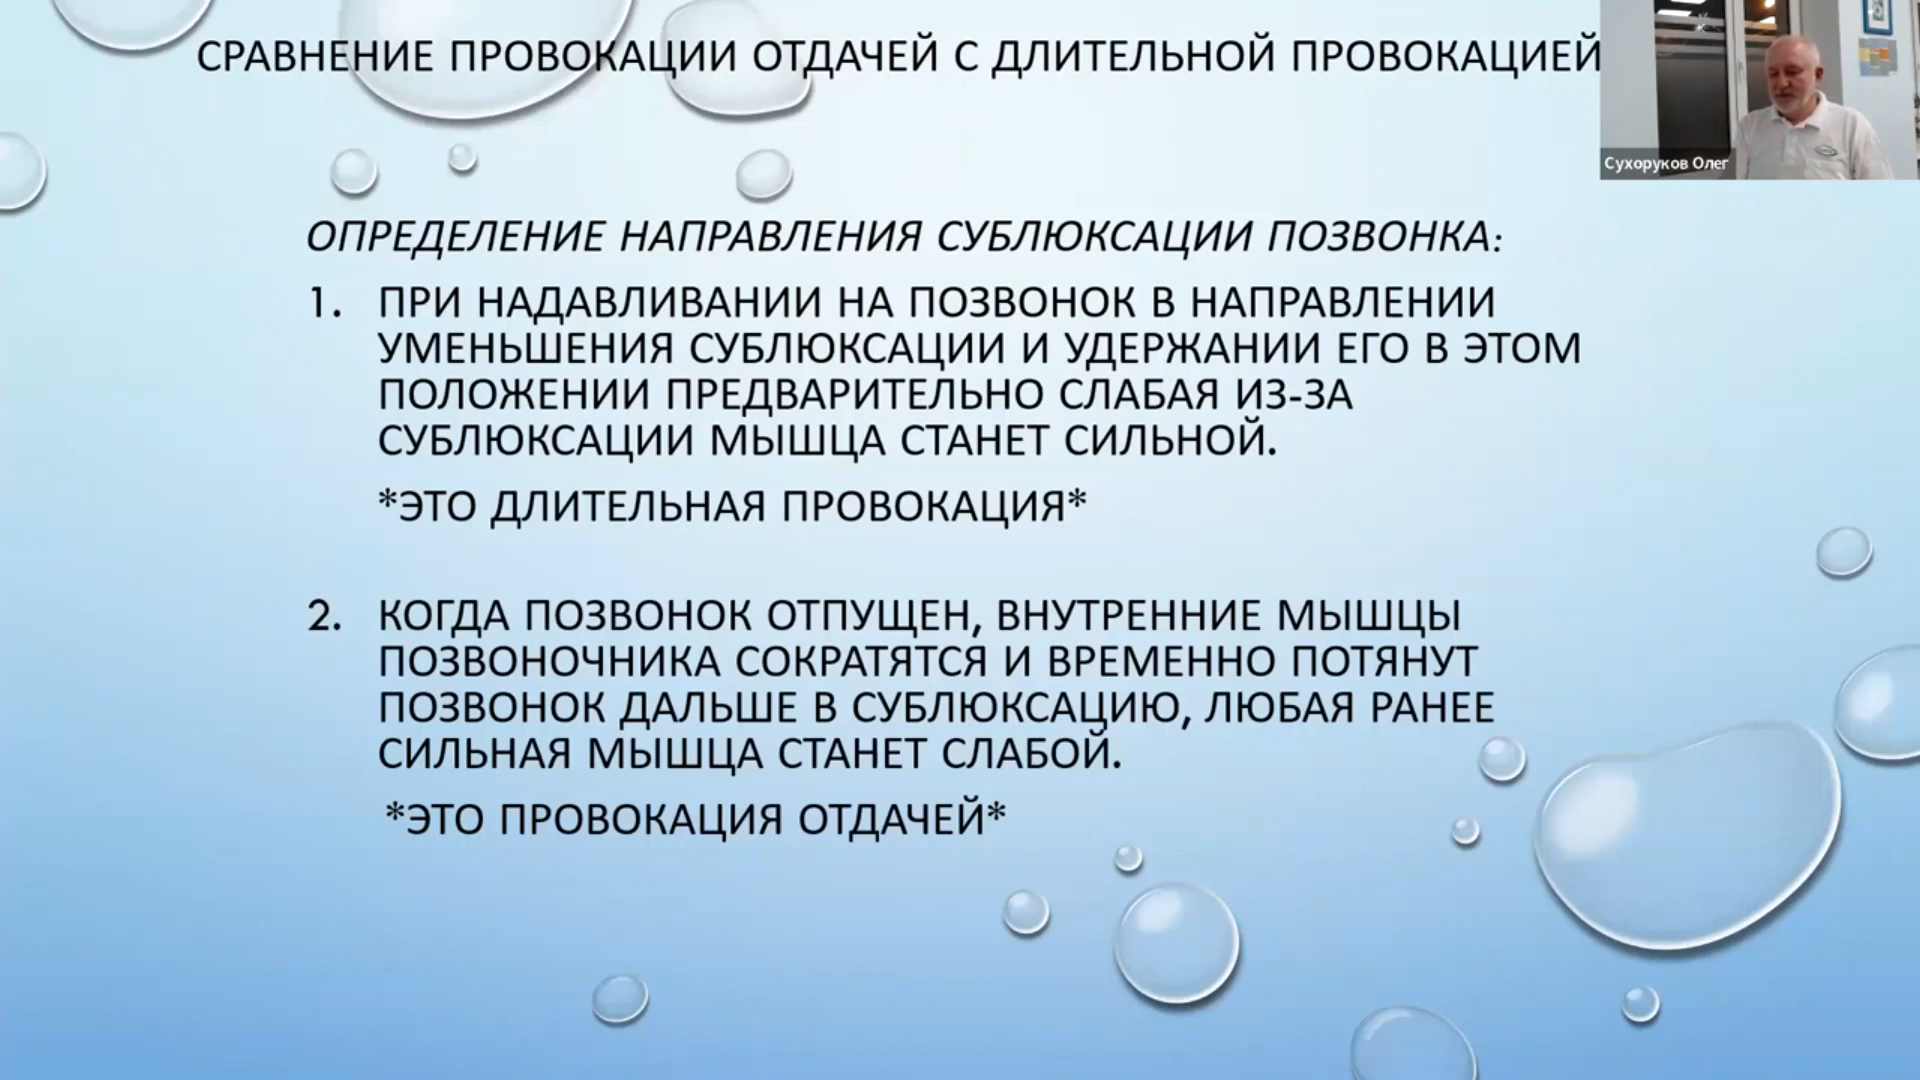 СРАВНЕНИЕ ПРОВОКАЦИИ ОТДАЧЕЙ С ДЛИТЕЛЬНОЙ ПРОВОКАЦИЕЙ
Сухоруков Олег
ОПРЕДЕЛЕНИЕ НАПРАВЛЕНИЯ СУБЛЮКСАЦИИ ПОЗВОНКА:
1. ПРИ НАДАВЛИВАНИИ НА ПОЗВОНОК В НАПРАВЛЕНИИ
УМЕНЬШЕНИЯ СУБЛЮКСАЦИИ И УДЕРЖАНИИ ЕГО В ЭТОМ
ПОЛОЖЕНИИ ПРЕДВАРИТЕЛЬНО СЛАБАЯ ИЗ-ЗА
СУБЛЮКСАЦИИ МЫШЦА СТАНЕТ СИЛЬНОЙ.
*ЭТО ДЛИТЕЛЬНАЯ ПРОВОКАЦИЯ*
2. КОГДА ПОЗВОНОК ОТПУЩЕН, ВНУТРЕННИЕ МЫШЦЫ
ПОЗВОНОЧНИКА СОКРАТЯТСЯ И ВРЕМЕННО ПОТЯНУТ
ПОЗВОНОК ДАЛЬШЕ В СУБЛЮКСАЦИЮ, ЛЮБАЯ РАНЕЕ
СИЛЬНАЯ МЫШЦА СТАНЕТ СЛАБОЙ.
*ЭТО ПРОВОКАЦИЯ ОТДАЧЕЙ*